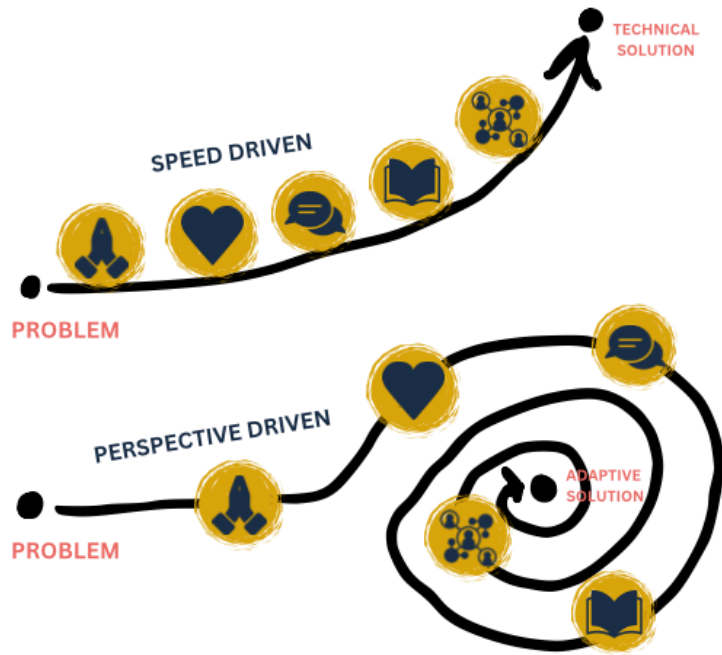 TECHNICAL
SOLUTION
SPEED DRIVEN
PROBLEM
PERSPECTIVE DRIVEN
ADAPTIVE
SOLUTION
PROBLEM